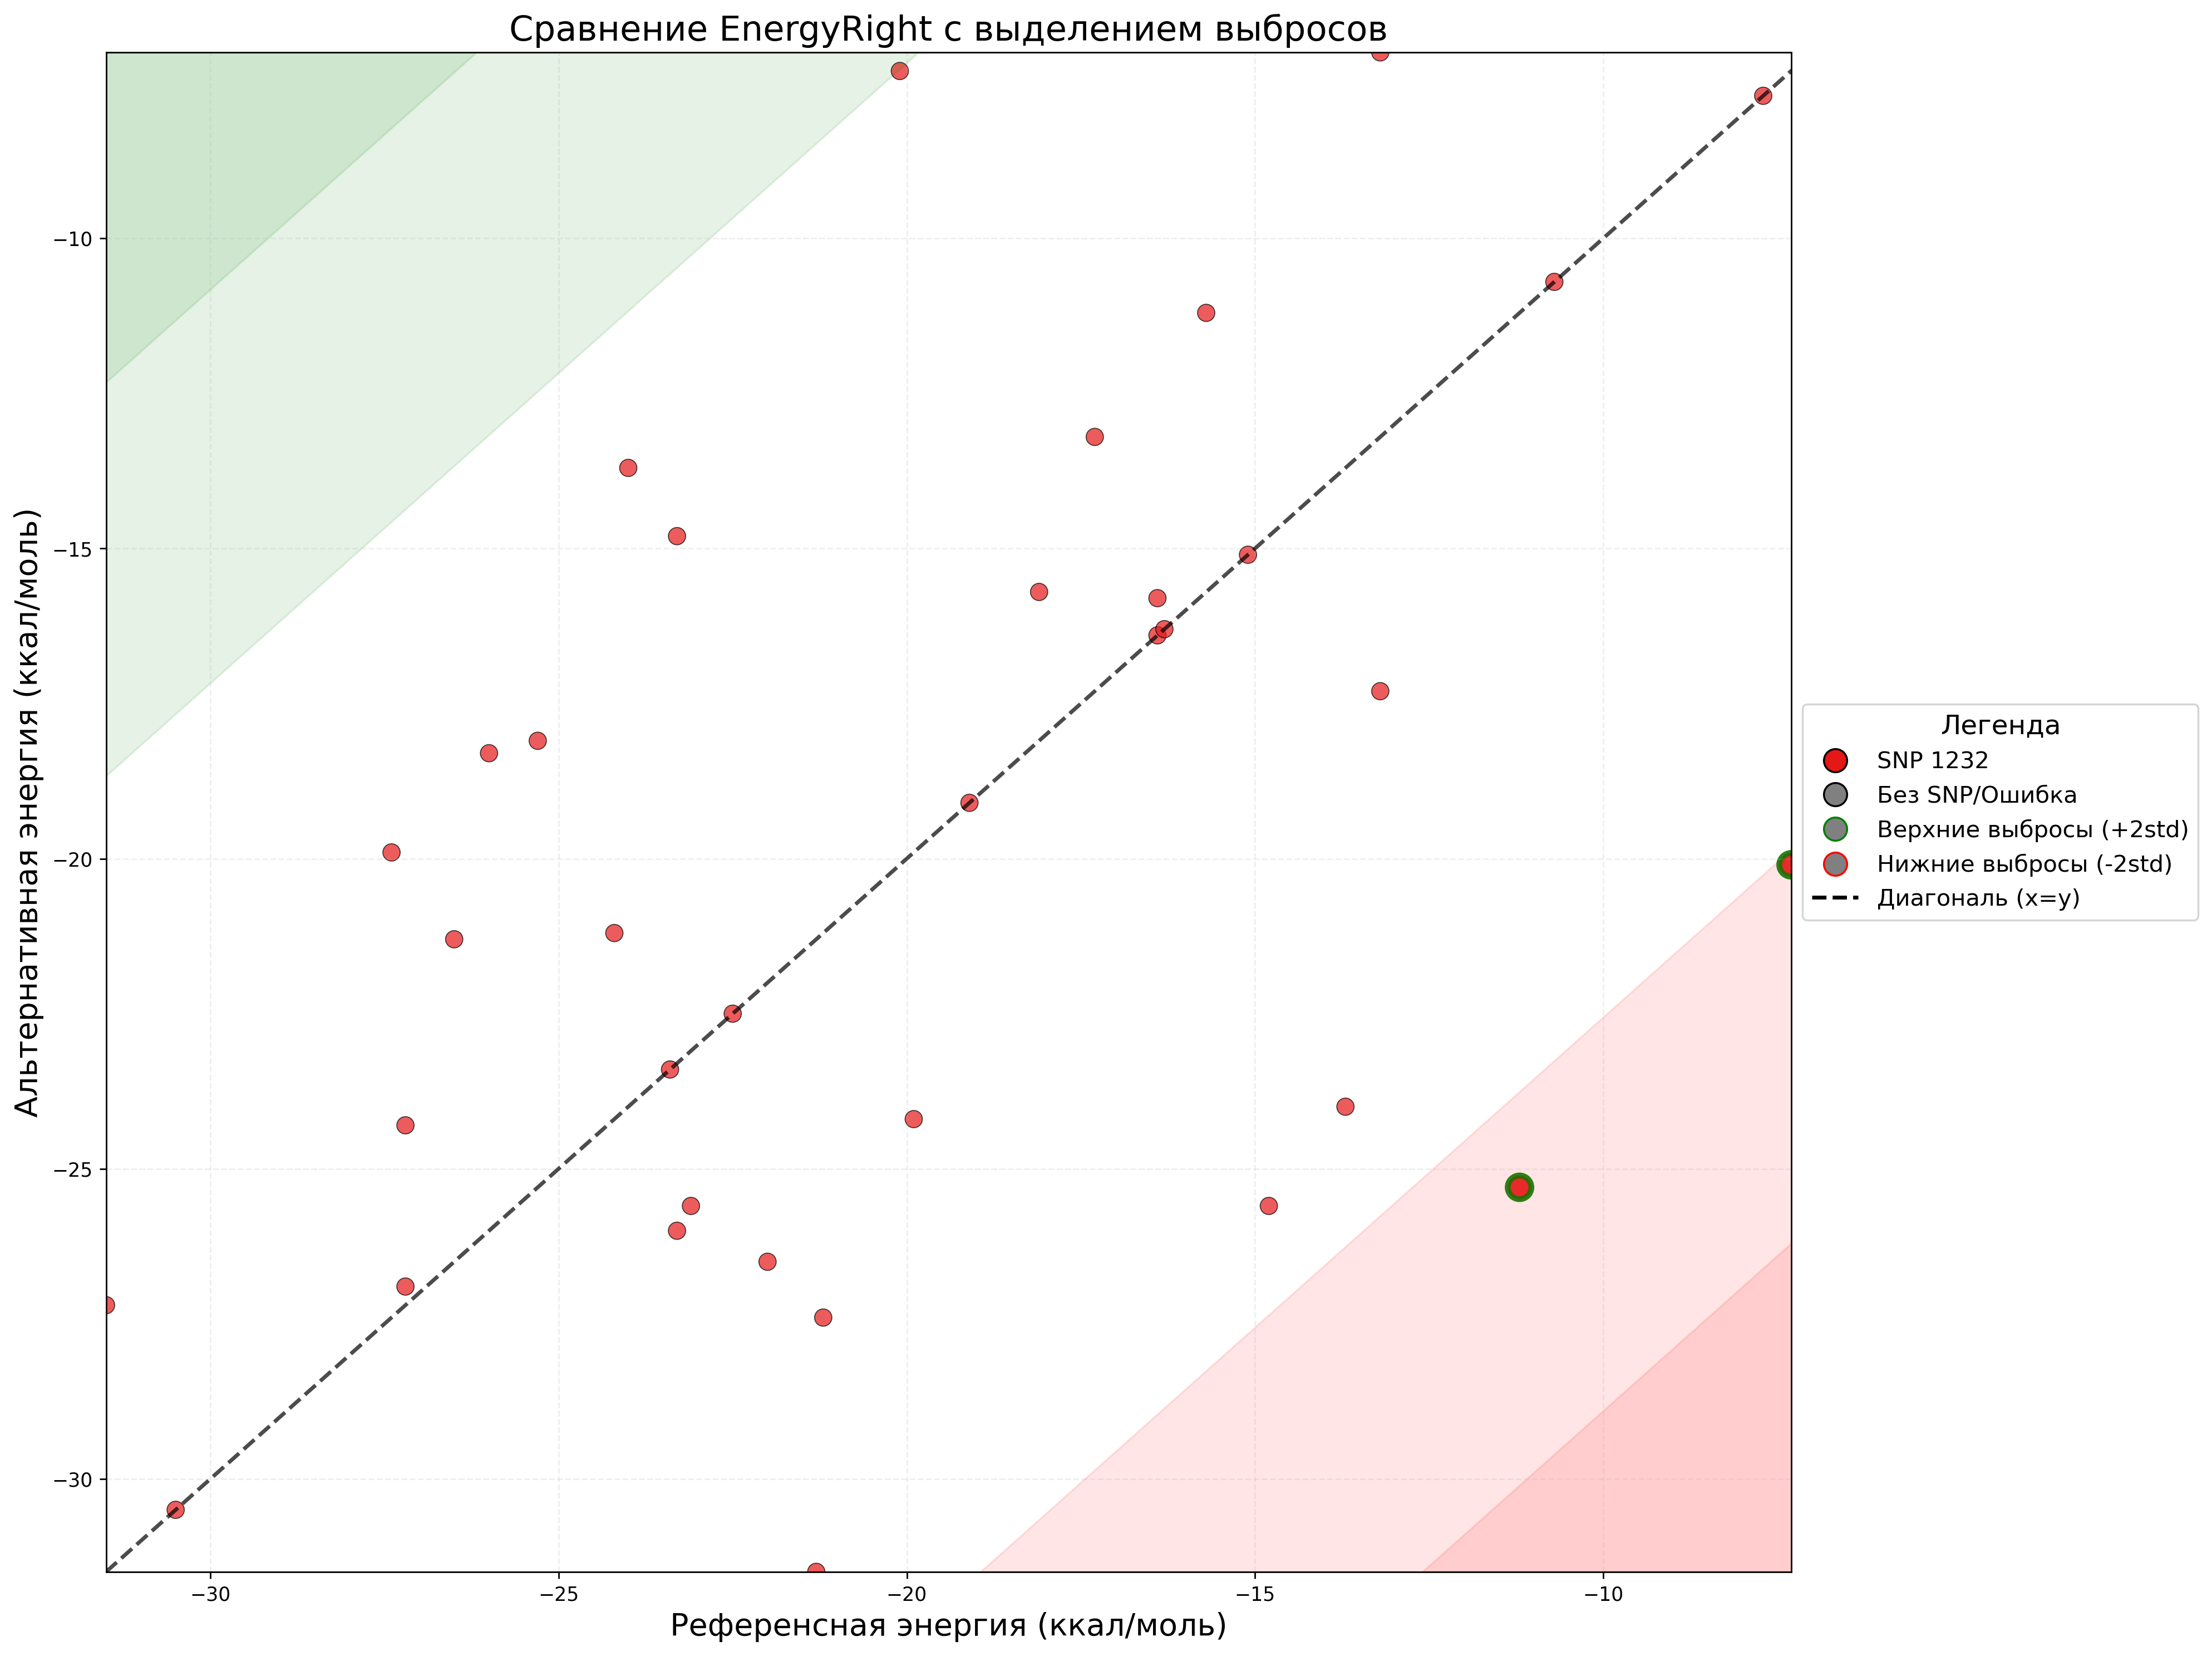 Сравнение EnergyRight с выделением выбросов
Альтернативная энергия (ккал/моль)
−10
−15
−20
−25
−30
−30
−25
−20
−15
−10
Референсная энергия (ккал/моль)
Легенда
SNP 1232
Без SNP/Ошибка
Верхние выбросы (+2std)
Нижние выбросы (-2std)
Диагональ (x=y)